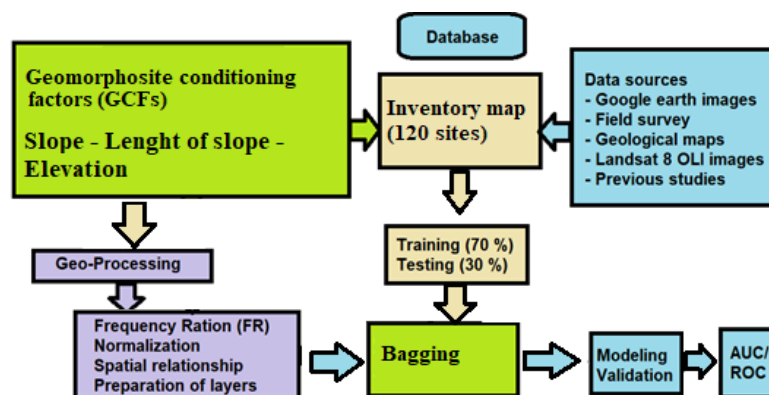 Database
Geomorphosite conditioning
factors (GCFs)
Slope - Lenght of slope -
Elevation
Inventory map
(120 sites)
Data sources
- Google earth images
- Field survey
- Geological maps
- Landsat 8 OLI images
- Previous studies
Geo-Processing
Training (70 %)
Testing (30 %)
Frequency Ration (FR)
Normalization
Spatial relationship
Preparation of layers
Bagging
Modeling
Validation
AUC/
ROC